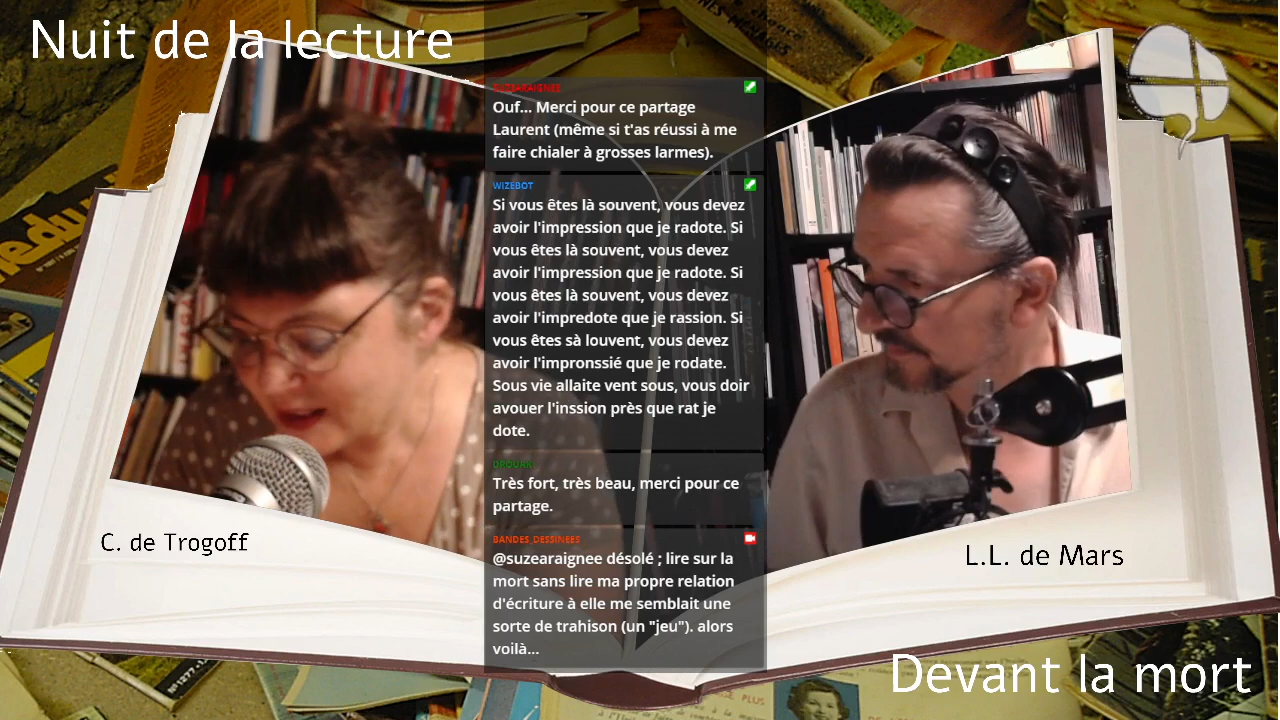 Nuit de la lecture
SUZEARAIGNEE
Ouf... Merci pour ce partage
Laurent (même si t'as réussi à me
faire chialer à grosses larmes).
WIZEBOT
Si vous êtes là souvent, vous devez
avoir l'impression que je radote. Si
vous êtes là souvent, vous devez
avoir l'impression que je radote. Si
vous êtes là souvent, vous devez
avoir l'impredote que je rassion. Si
vous êtes sà louvent, vous devez
avoir l'impronssié que je rodate.
Sous vie allaite vent sous, vous doir
avouer l'inssion près que rat je
dote.
Très fort, très beau, merci pour ce
partage.
BANDES_DESSINEES
@suzearaignee désolé ; lire sur la
mort sans lire ma propre relation
d'écriture à elle me semblait une
sorte de trahison (un "jeu"). alors
voilà...
C. de Trogoff
L.L. de Mars
Devant la mort